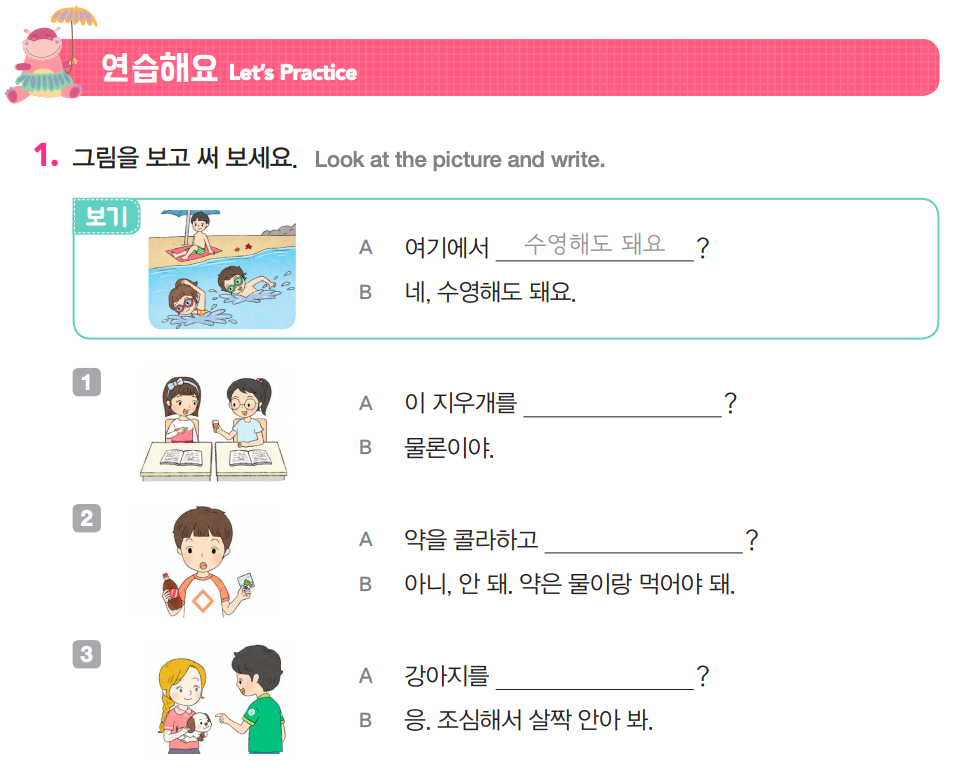 연습해요 Let's Practice
1. 그림을 보고 써 보세요. Look at the picture and write.
보기
A 여기에서 수영해도 돼요?
B 네, 수영해도 돼요.
1
A 이 지우개를 ____________?
B 물론이야.
2
A 약을 콜라하고 ____________?
B 아니, 안 돼. 약은 물이랑 먹어야 돼.
3
A 강아지를 ____________?
B 응. 조심해서 살짝 안아 봐.